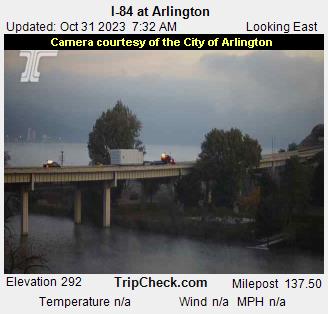 I-84 at Arlington
Updated: Oct 31 2023 7:32 AM Looking East
Camera courtesy of the City of Arlington
Elevation 292 TripCheck.com Milepost 137.50
Temperature n/a Wind n/a MPH n/a